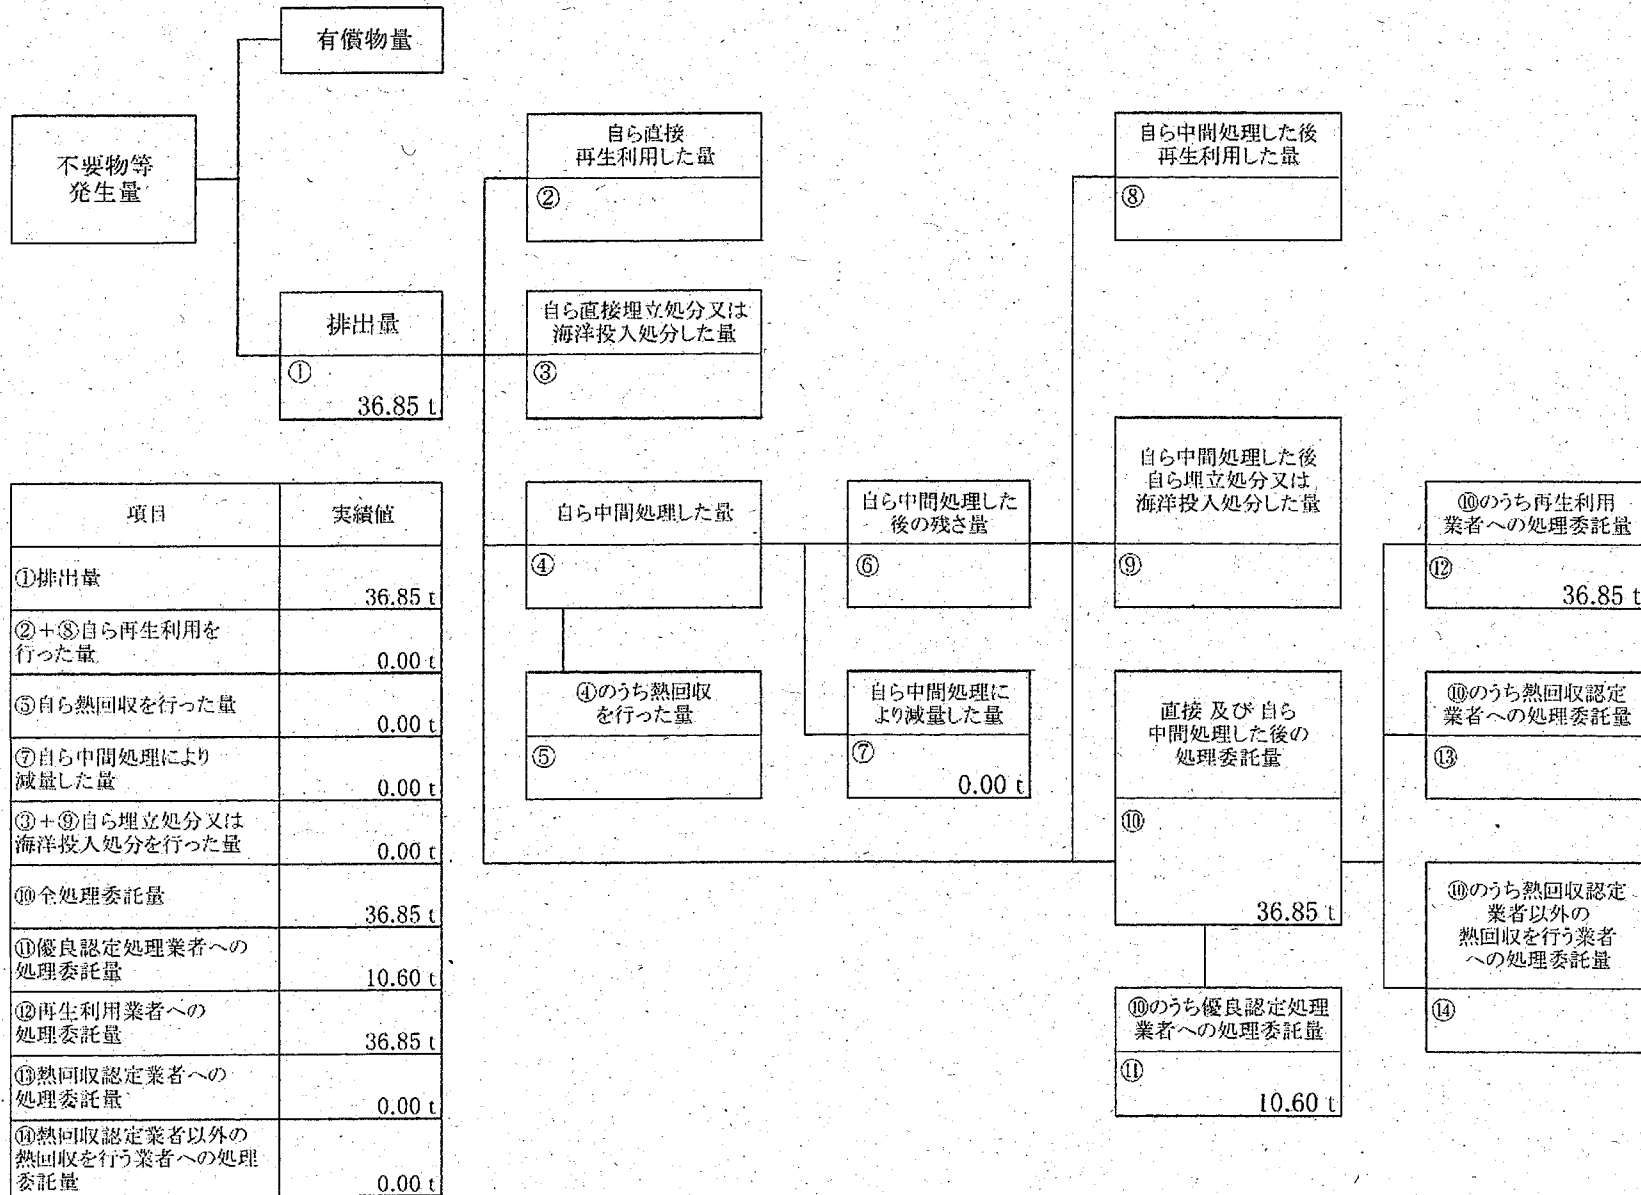 有償物量
不要物等
発生量
自ら直接
再生利用した量
②
自ら中間処理した後
再生利用した量
⑧
排出量
①
36.85 t
自ら直接埋立処分又は
海洋投入処分した量
③
自ら中間処理した量
④
自ら中間処理した
後の残さ量
⑥
自ら中間処理した後
自ら埋立処分又は
海洋投入処分した量
⑨
⑩のうち再生利用
業者への処理委託量
⑫
36.85 t
④のうち熱回収
を行った量
⑤
自ら中間処理に
より減量した量
⑦
0.00 t
直接 及び 自ら
中間処理した後の
処理委託量
⑩
36.85 t
⑩のうち熱回収認定
業者への処理委託量
⑬
⑩のうち熱回収認定
業者以外の
熱回収を行う業者
への処理委託量
⑭
⑩のうち優良認定処理
業者への処理委託量
⑪
10.60 t
項目 実績値
①排出量
36.85 t
②+⑧自ら再生利用を
行った量
0.00 t
⑤自ら熱回収を行った量
0.00 t
⑦自ら中間処理により
減量した量
0.00 t
③+⑨自ら埋立処分又は
海洋投入処分を行った量
0.00 t
⑩全処理委託量
36.85 t
⑪優良認定処理業者への
処理委託量
10.60 t
⑫再生利用業者への
処理委託量
36.85 t
⑬熱回収認定業者への
処理委託量
0.00 t
⑭熱回収認定業者以外の
熱回収を行う業者への処理
委託量
0.00 t